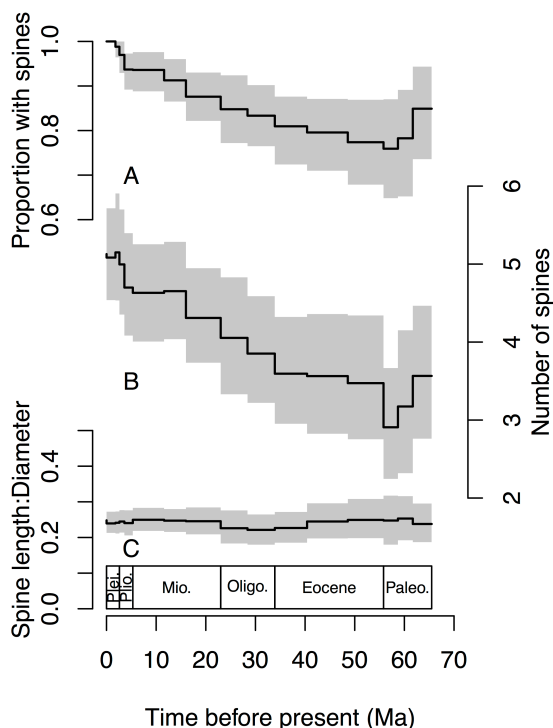 Proportion with spines
1.0
0.8
0.6
A
Number of spines
6
5
4
3
2
B
Spine length:Diameter
0.4
0.2
0.0
C
Plei. Plio. Mio. Oligo. Eocene Paleo.
0 10 20 30 40 50 60 70
Time before present (Ma)